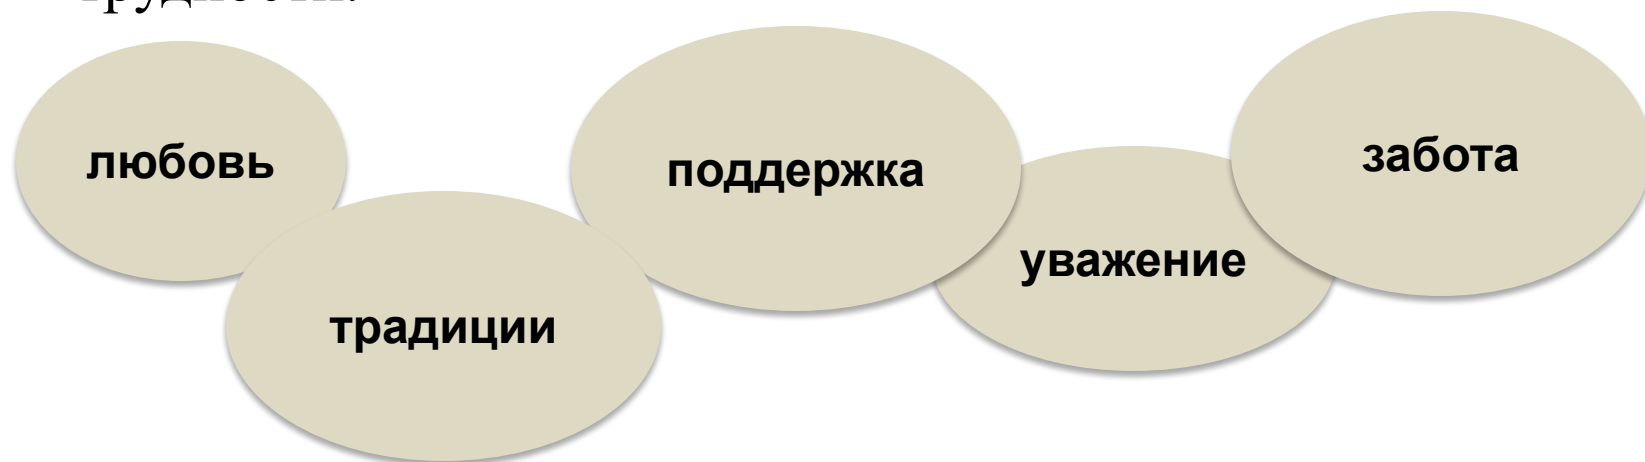 любовь
традиции
поддержка
уважение
забота